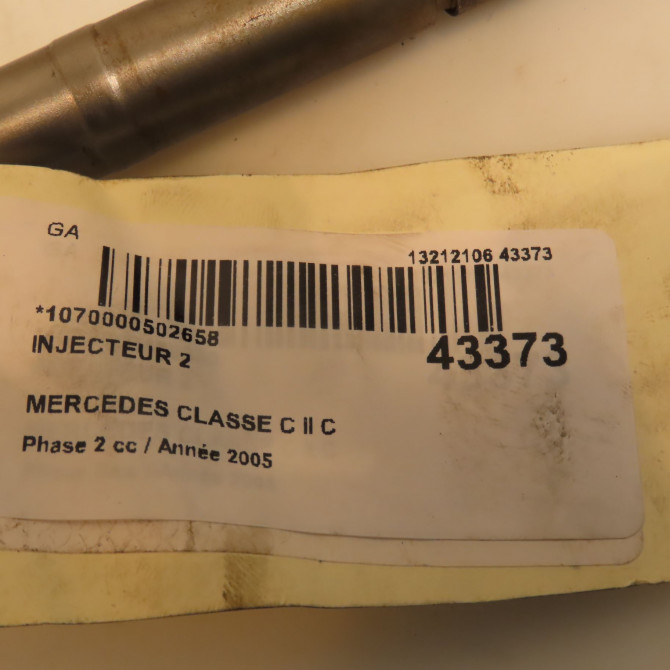 GA
13212106 43373
*1070000502658
43373
INJECTEUR 2
MERCEDES CLASSE C II C
Phase 2 cc / Année 2005